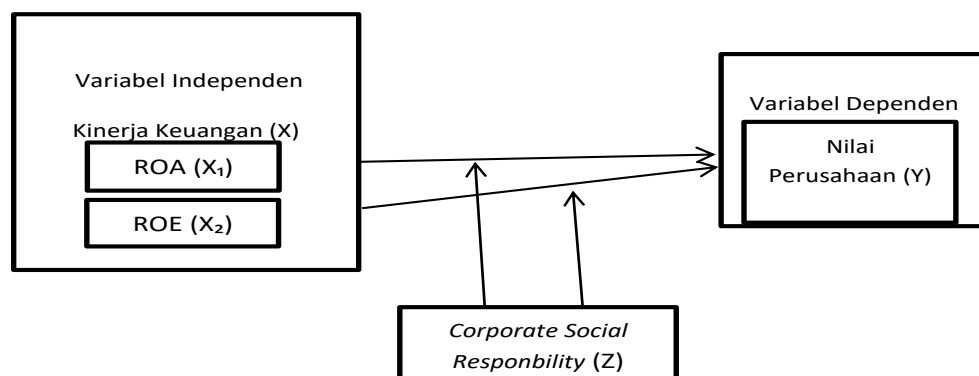 Variabel Independen
Kinerja Keuangan (X)
ROA (X₁)
ROE (X₂)
Variabel Dependen
Nilai
Perusahaan (Y)
Corporate Social
Responbility (Z)